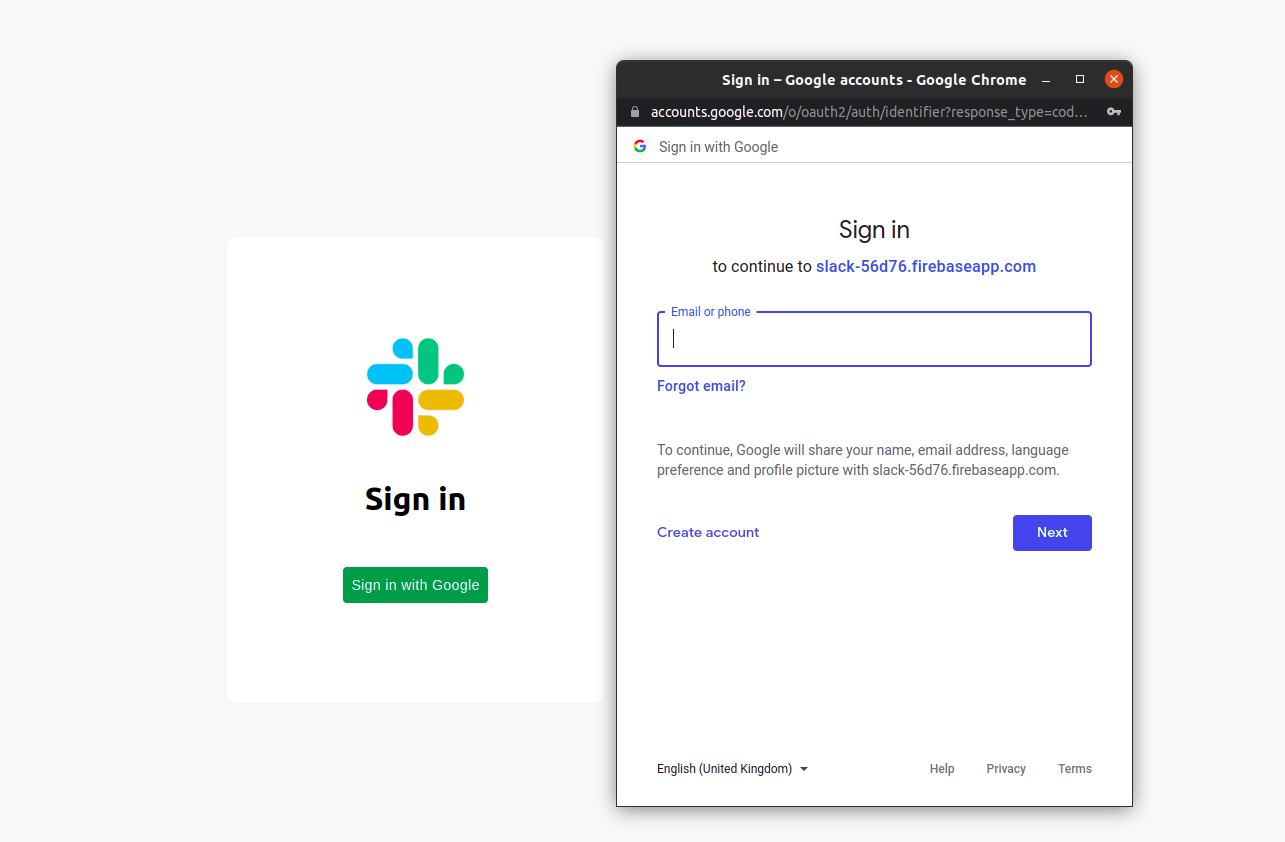 Sign in
Sign in with Google
Sign in – Google accounts - Google Chrome
accounts.google.com/o/oauth2/auth/identifier?response_type=cod...
Sign in with Google
Sign in
to continue to slack-56d76.firebaseapp.com
Email or phone
Forgot email?
To continue, Google will share your name, email address, language
preference and profile picture with slack-56d76.firebaseapp.com.
Create account
Next
English (United Kingdom)
Help
Privacy
Terms